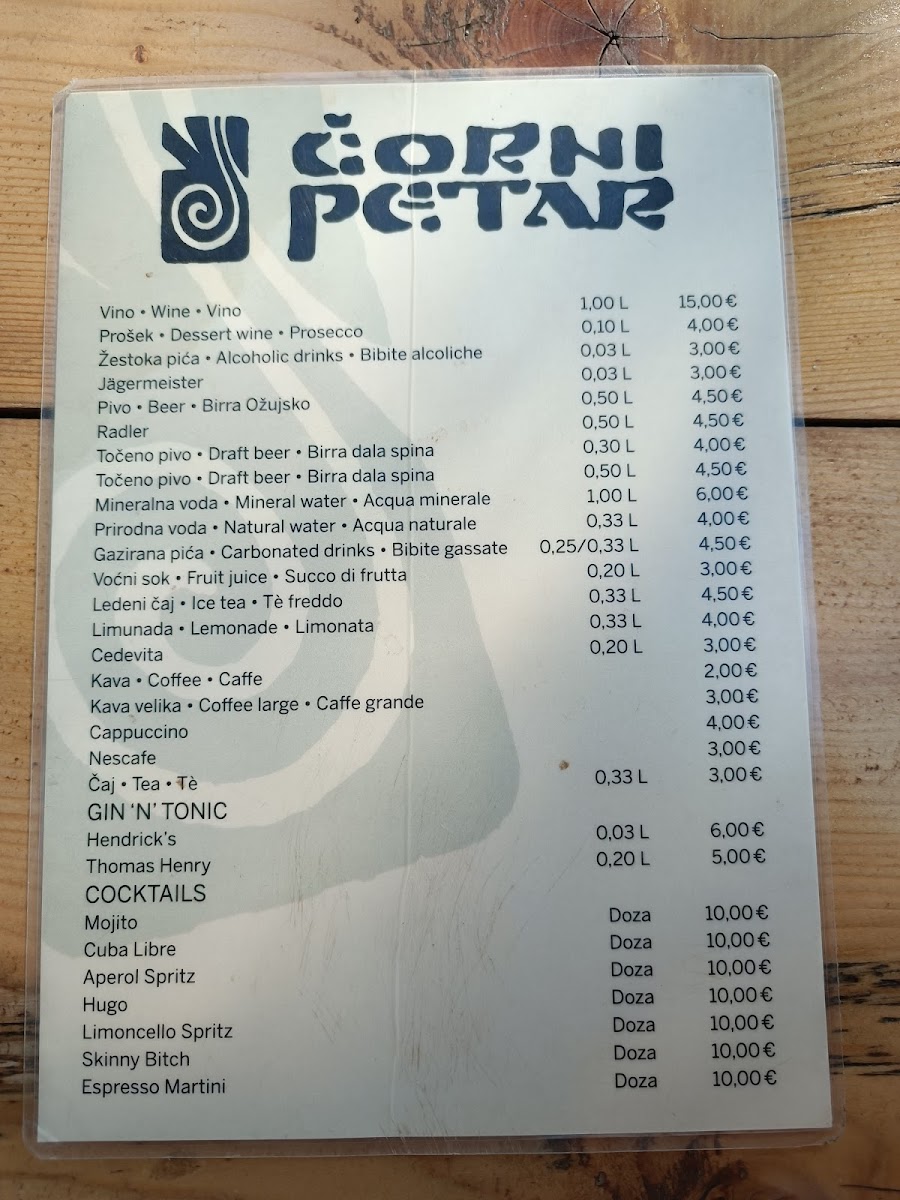 ČORNI
PETAR
Vino • Wine • Vino 1,00 L 15,00 €
Prošek • Dessert wine • Prosecco 0,10 L 4,00 €
Žestoka pića • Alcoholic drinks • Bibite alcoliche 0,03 L 3,00 €
Jägermeister 0,03 L 3,00 €
Pivo • Beer • Birra Ožujsko 0,50 L 4,50 €
Radler 0,50 L 4,50 €
Točeno pivo • Draft beer • Birra dala spina 0,30 L 4,00 €
Točeno pivo • Draft beer • Birra dala spina 0,50 L 4,50 €
Mineralna voda • Mineral water • Acqua minerale 1,00 L 6,00 €
Prirodna voda • Natural water • Acqua naturale 0,33 L 4,00 €
Gazirana pića • Carbonated drinks • Bibite gassate 0,25/0,33 L 4,50 €
Voćni sok • Fruit juice • Succo di frutta 0,20 L 3,00 €
Ledeni čaj • Ice tea • Tè freddo 0,33 L 4,50 €
Limunada • Lemonade • Limonata 0,33 L 4,00 €
Cedevita 0,20 L 3,00 €
Kava • Coffee • Caffe 2,00 €
Kava velika • Coffee large • Caffe grande 3,00 €
Cappuccino 4,00 €
Nescafe 3,00 €
Čaj • Tea • Tè 0,33 L 3,00 €
GIN ‘N’ TONIC
Hendrick's 0,03 L 6,00 €
Thomas Henry 0,20 L 5,00 €
COCKTAILS
Mojito Doza 10,00 €
Cuba Libre Doza 10,00 €
Aperol Spritz Doza 10,00 €
Hugo Doza 10,00 €
Limoncello Spritz Doza 10,00 €
Skinny Bitch Doza 10,00 €
Espresso Martini Doza 10,00 €